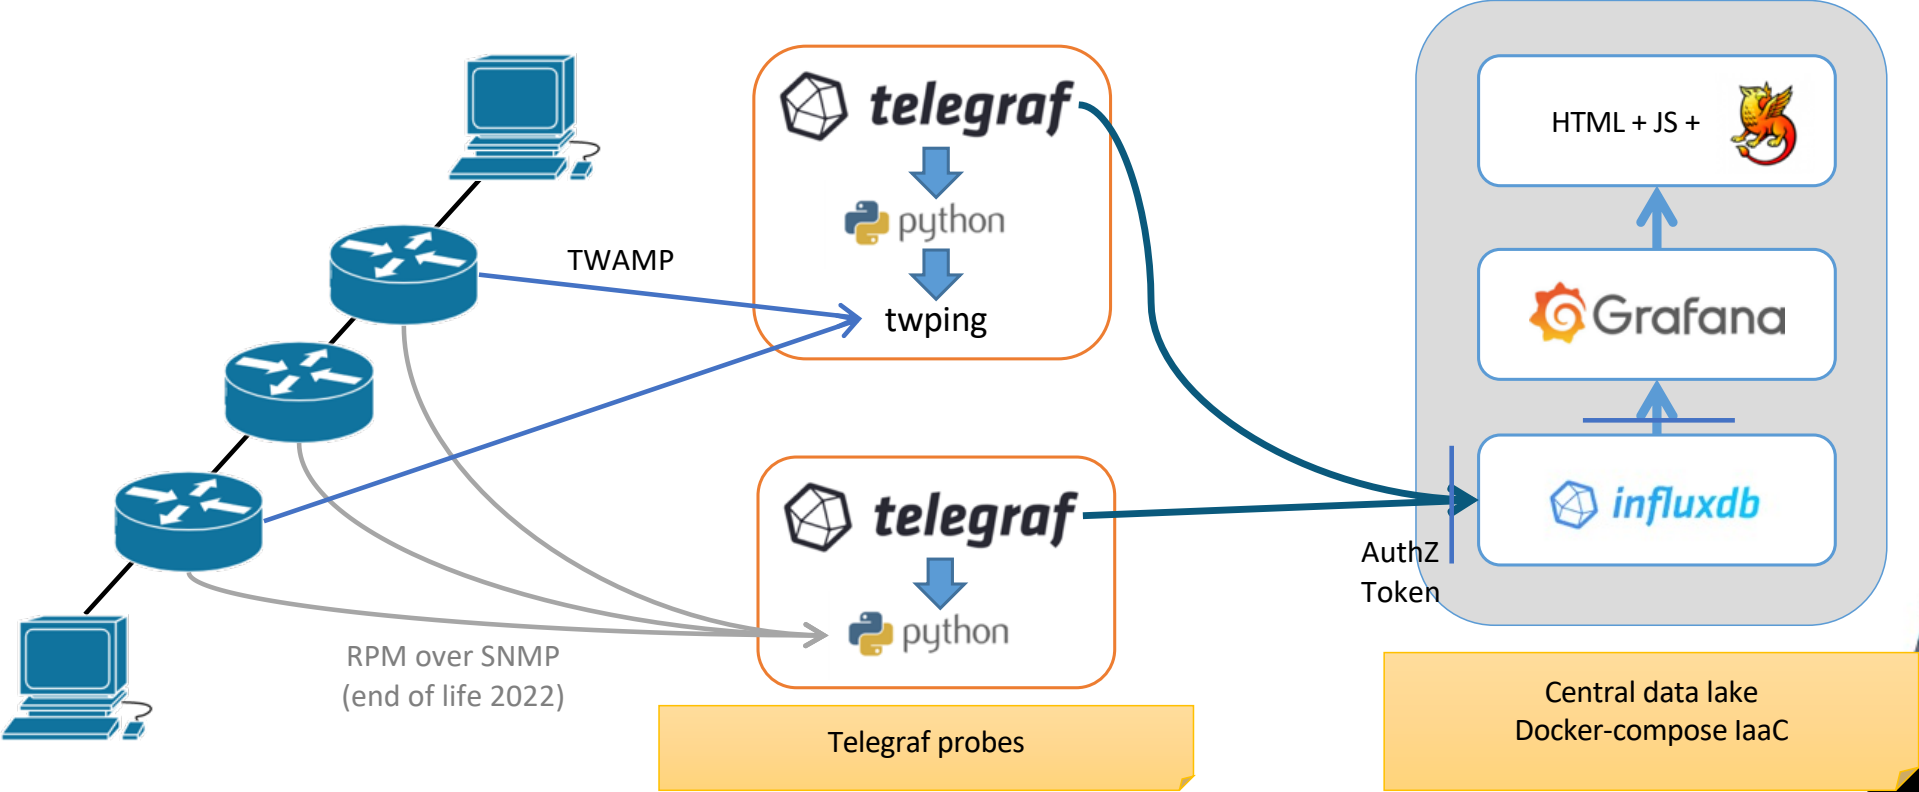 telegraf
python
TWAMP
twping
telegraf
python
RPM over SNMP
(end of life 2022)
Telegraf probes
HTML + JS +
Grafana
influxdb
AuthZ
Token
Central data lake
Docker-compose IaaC